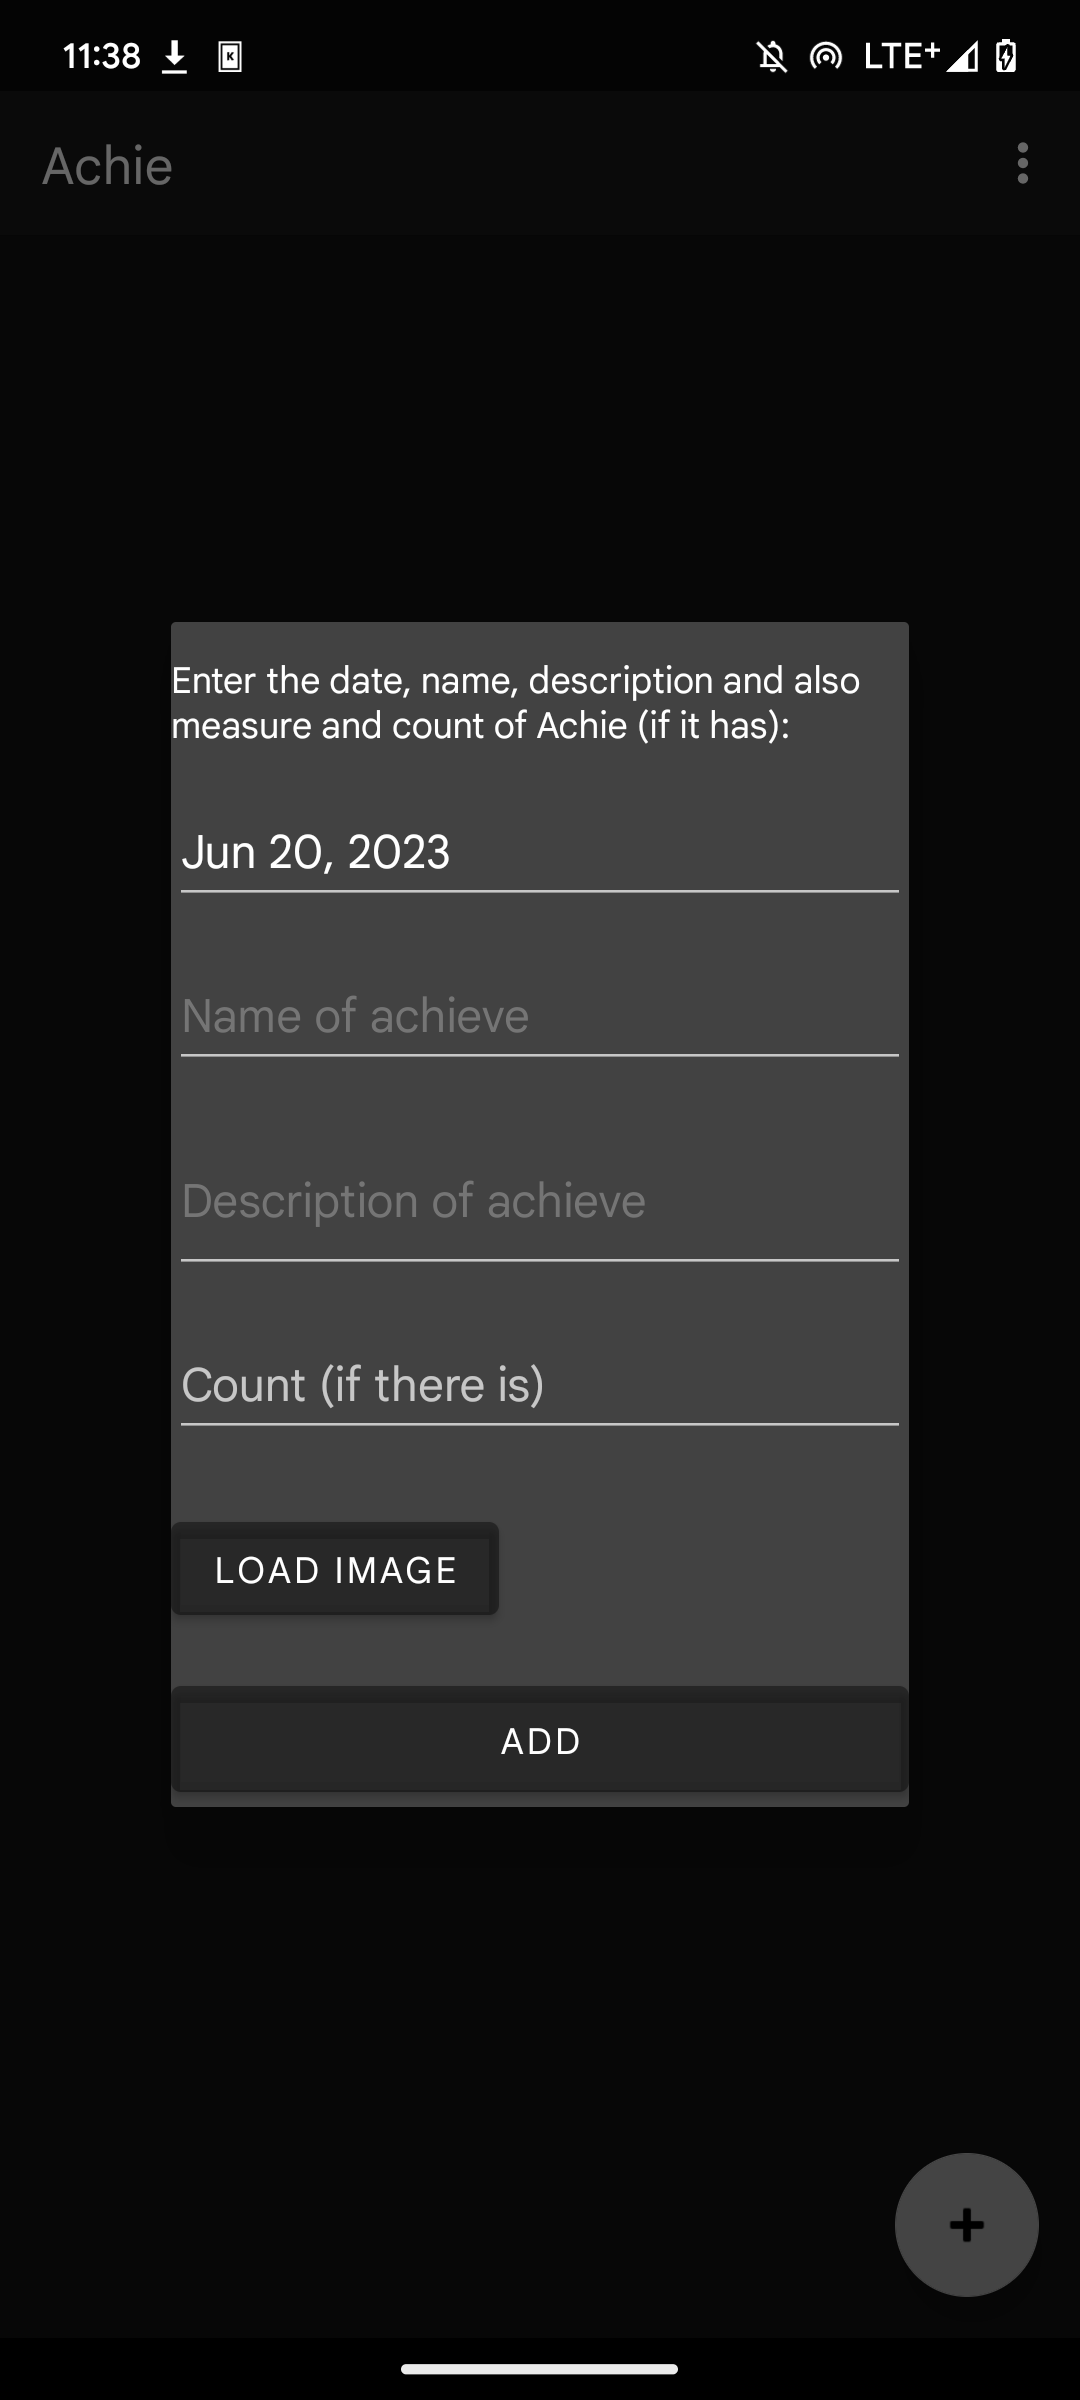 11:38
LTE+
Achie
Enter the date, name, description and also
measure and count of Achie (if it has):
Jun 20, 2023
Name of achieve
Description of achieve
Count (if there is)
LOAD IMAGE
ADD